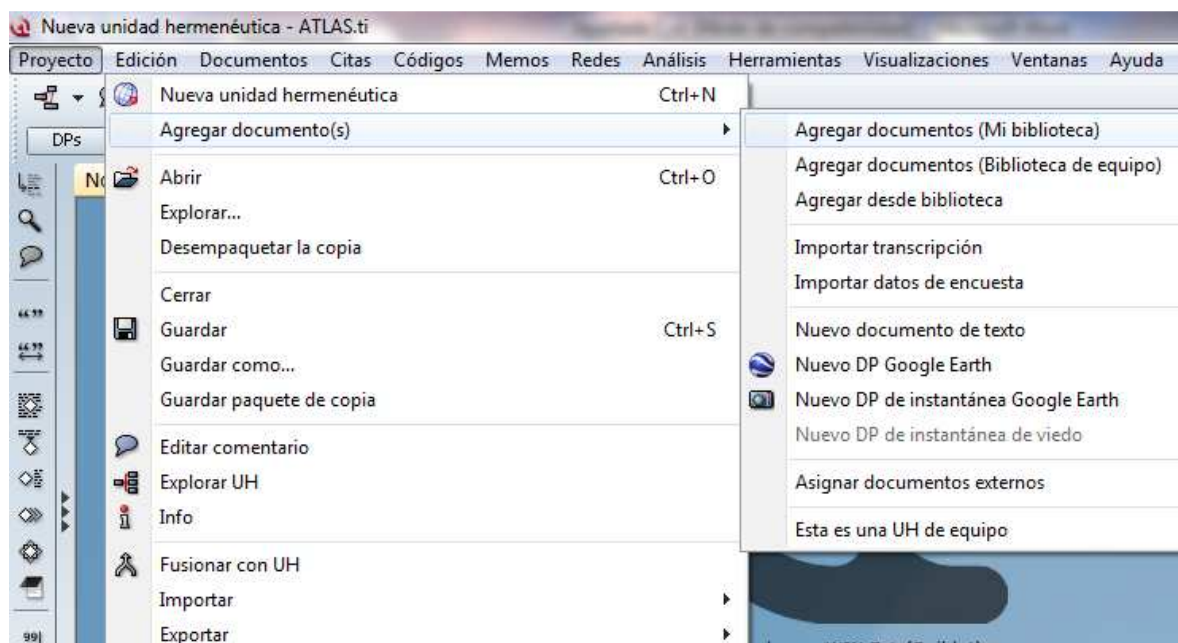 Nueva unidad hermenéutica - ATLAS.ti
Proyecto Edición Documentos Citas Códigos Memos Redes Análisis Herramientas Visualizaciones Ventanas Ayuda
DPs
Nueva unidad hermenéutica Ctrl+N
Agregar documento(s)
Abrir Ctrl+O
Explorar...
Desempaquetar la copia
Cerrar
Guardar Ctrl+S
Guardar como...
Guardar paquete de copia
Editar comentario
Explorar UH
Info
Fusionar con UH
Importar
Exportar
Agregar documentos (Mi biblioteca)
Agregar documentos (Biblioteca de equipo)
Agregar desde biblioteca
Importar transcripción
Importar datos de encuesta
Nuevo documento de texto
Nuevo DP Google Earth
Nuevo DP de instantánea Google Earth
Nuevo DP de instantánea de viedo
Asignar documentos externos
Esta es una UH de equipo